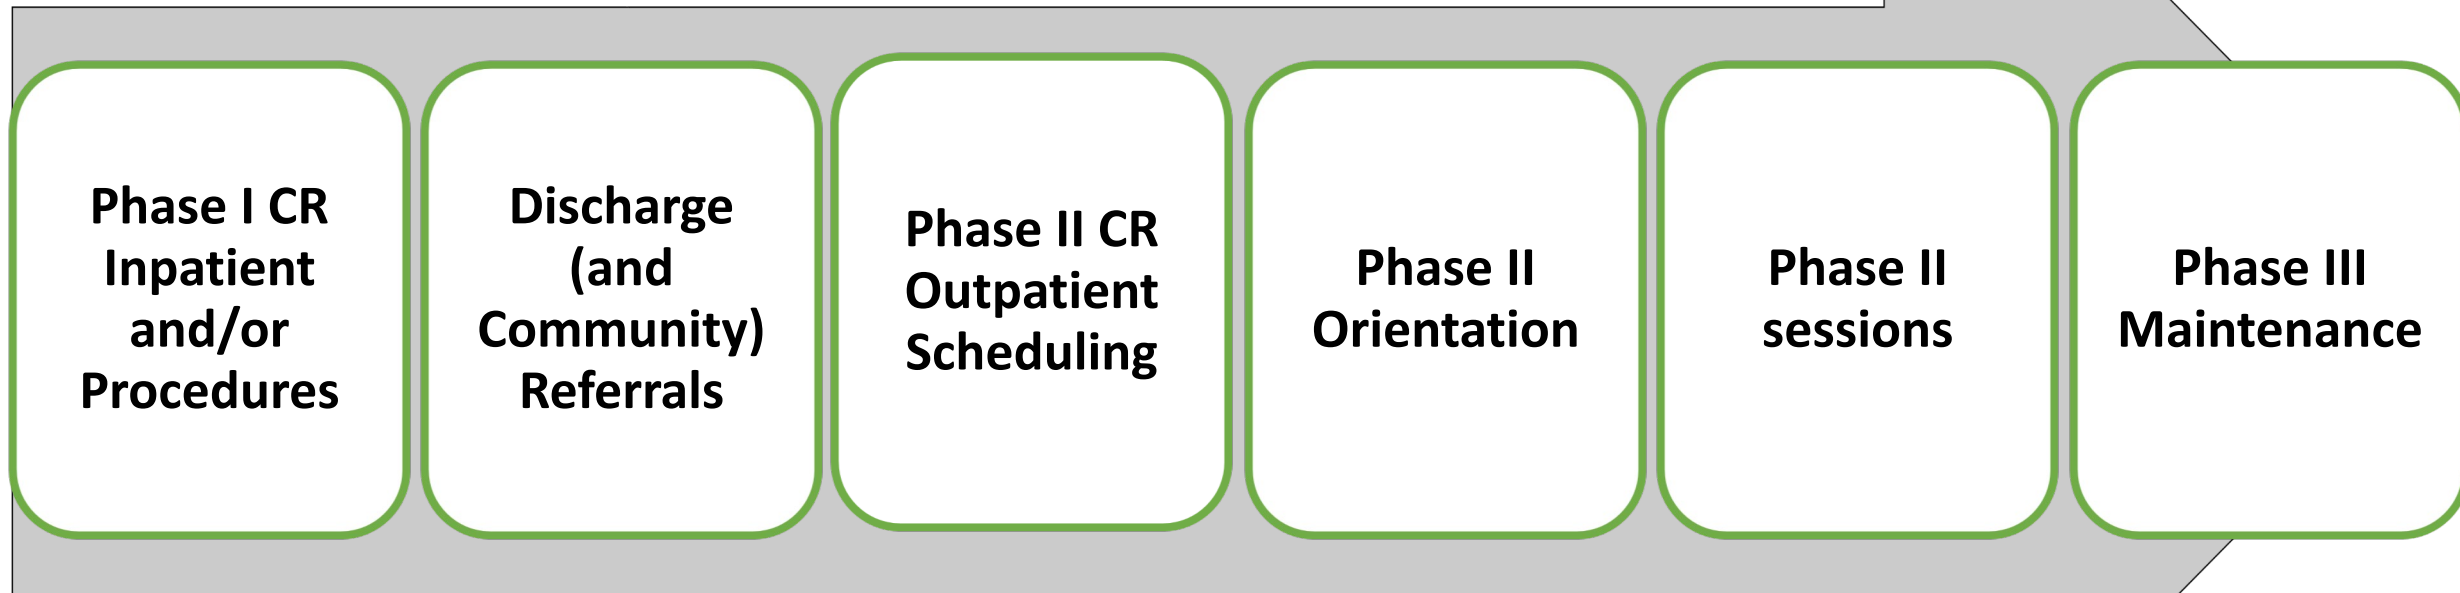 Phase I CR
Inpatient
and/or
Procedures
Discharge
(and
Community)
Referrals
Phase II CR
Outpatient
Scheduling
Phase II
Orientation
Phase II
sessions
Phase III
Maintenance